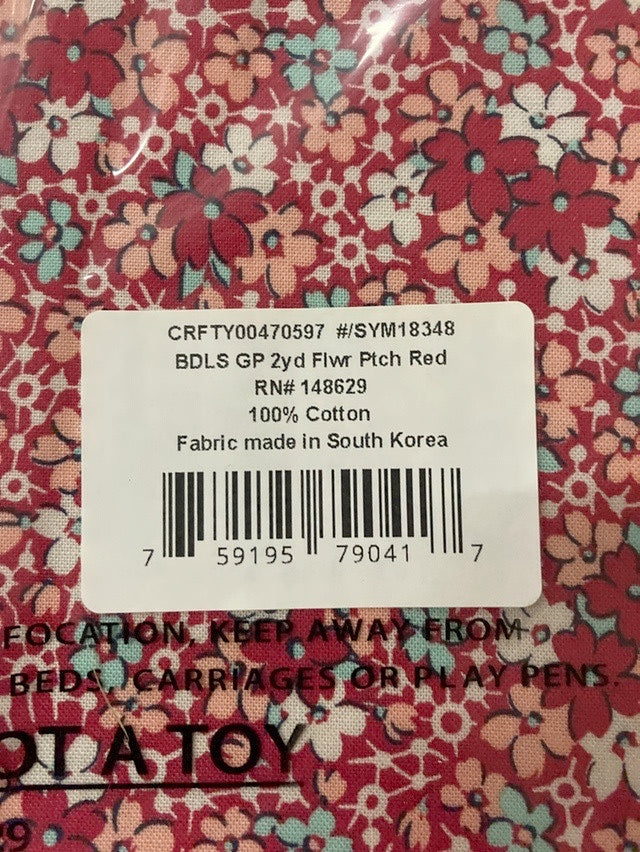 CRFTY00470597 #/SYM18348
BDLS GP 2yd Flwr Ptch Red
RN# 148629
100% Cotton
Fabric made in South Korea
7 59195 79041 7
FOCATION, KEEP AWAY FROM
BEDS, CARRIAGES OR PLAY PENS.
OT A TOY